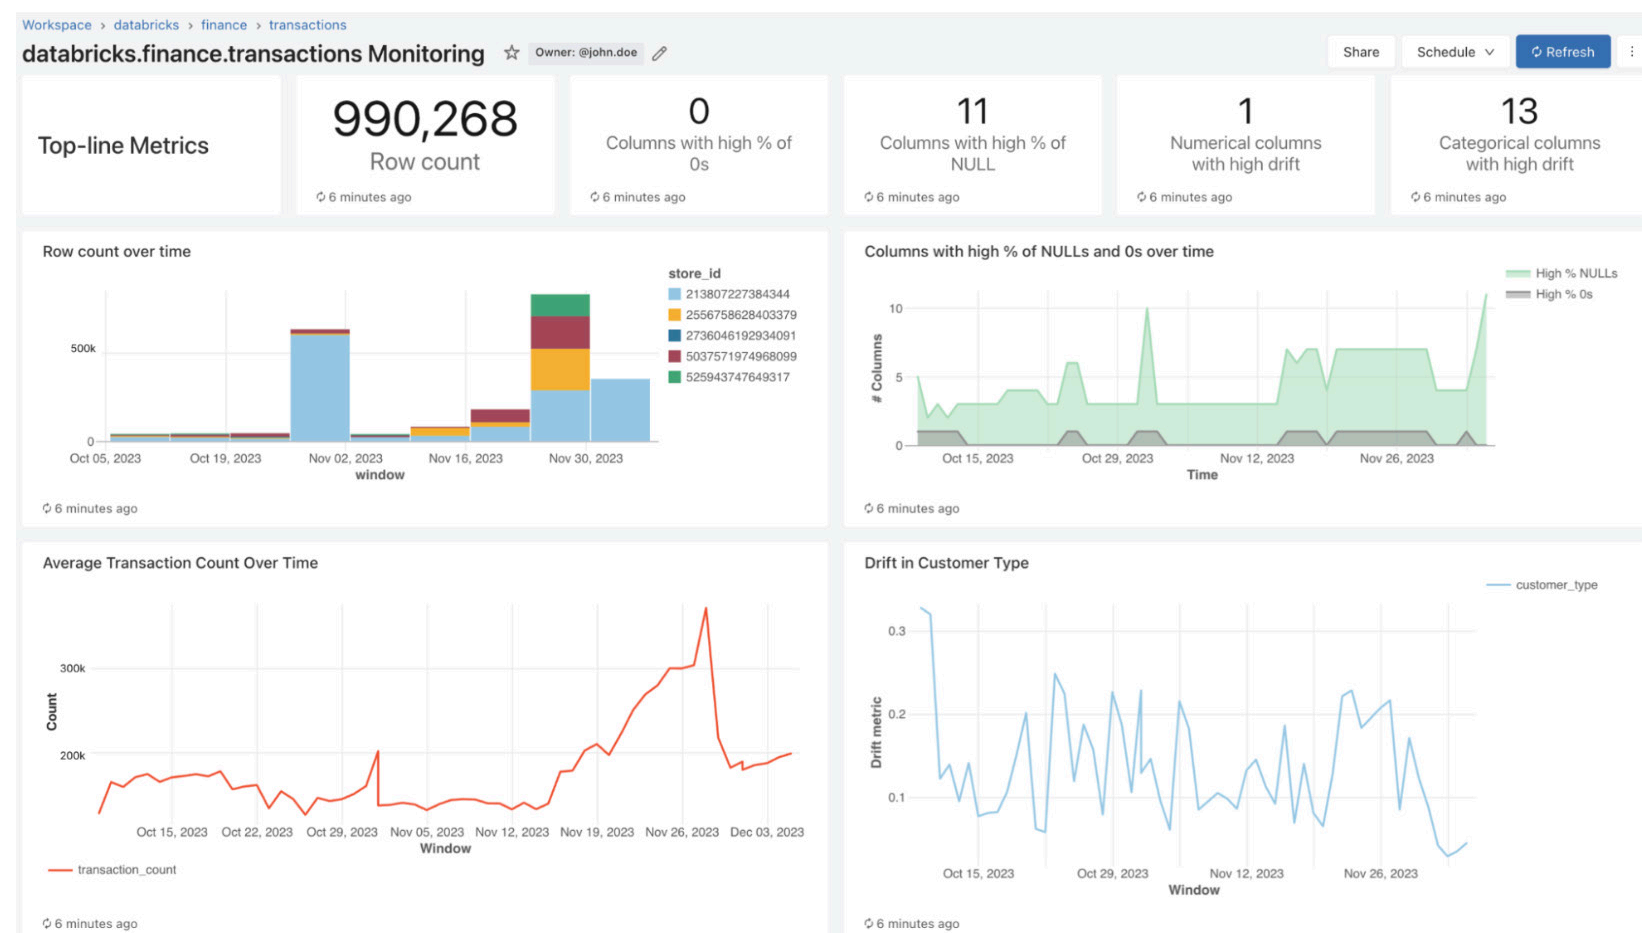 Workspace > databricks > finance > transactions
databricks.finance.transactions Monitoring
Owner: @john.doe
Share
Schedule
Refresh
Top-line Metrics
990,268
Row count
6 minutes ago
0
Columns with high % of
0s
6 minutes ago
11
Columns with high % of
NULL
6 minutes ago
1
Numerical columns
with high drift
6 minutes ago
13
Categorical columns
with high drift
6 minutes ago
Row count over time
500k
0
Oct 05, 2023
Oct 19, 2023
Nov 02, 2023
Nov 16, 2023
Nov 30, 2023
window
store_id
213807227384344
2556758628403379
2736046192934091
5037571974968099
525943747649317
6 minutes ago
Columns with high % of NULLs and 0s over time
High % NULLs
High % 0s
# Columns
10
5
0
Oct 15, 2023
Oct 29, 2023
Nov 12, 2023
Nov 26, 2023
Time
6 minutes ago
Average Transaction Count Over Time
Count
300k
200k
Oct 15, 2023
Oct 22, 2023
Oct 29, 2023
Nov 05, 2023
Nov 12, 2023
Nov 19, 2023
Nov 26, 2023
Dec 03, 2023
Window
transaction_count
6 minutes ago
Drift in Customer Type
customer_type
Drift metric
0.3
0.2
0.1
Oct 15, 2023
Oct 29, 2023
Nov 12, 2023
Nov 26, 2023
Window
6 minutes ago